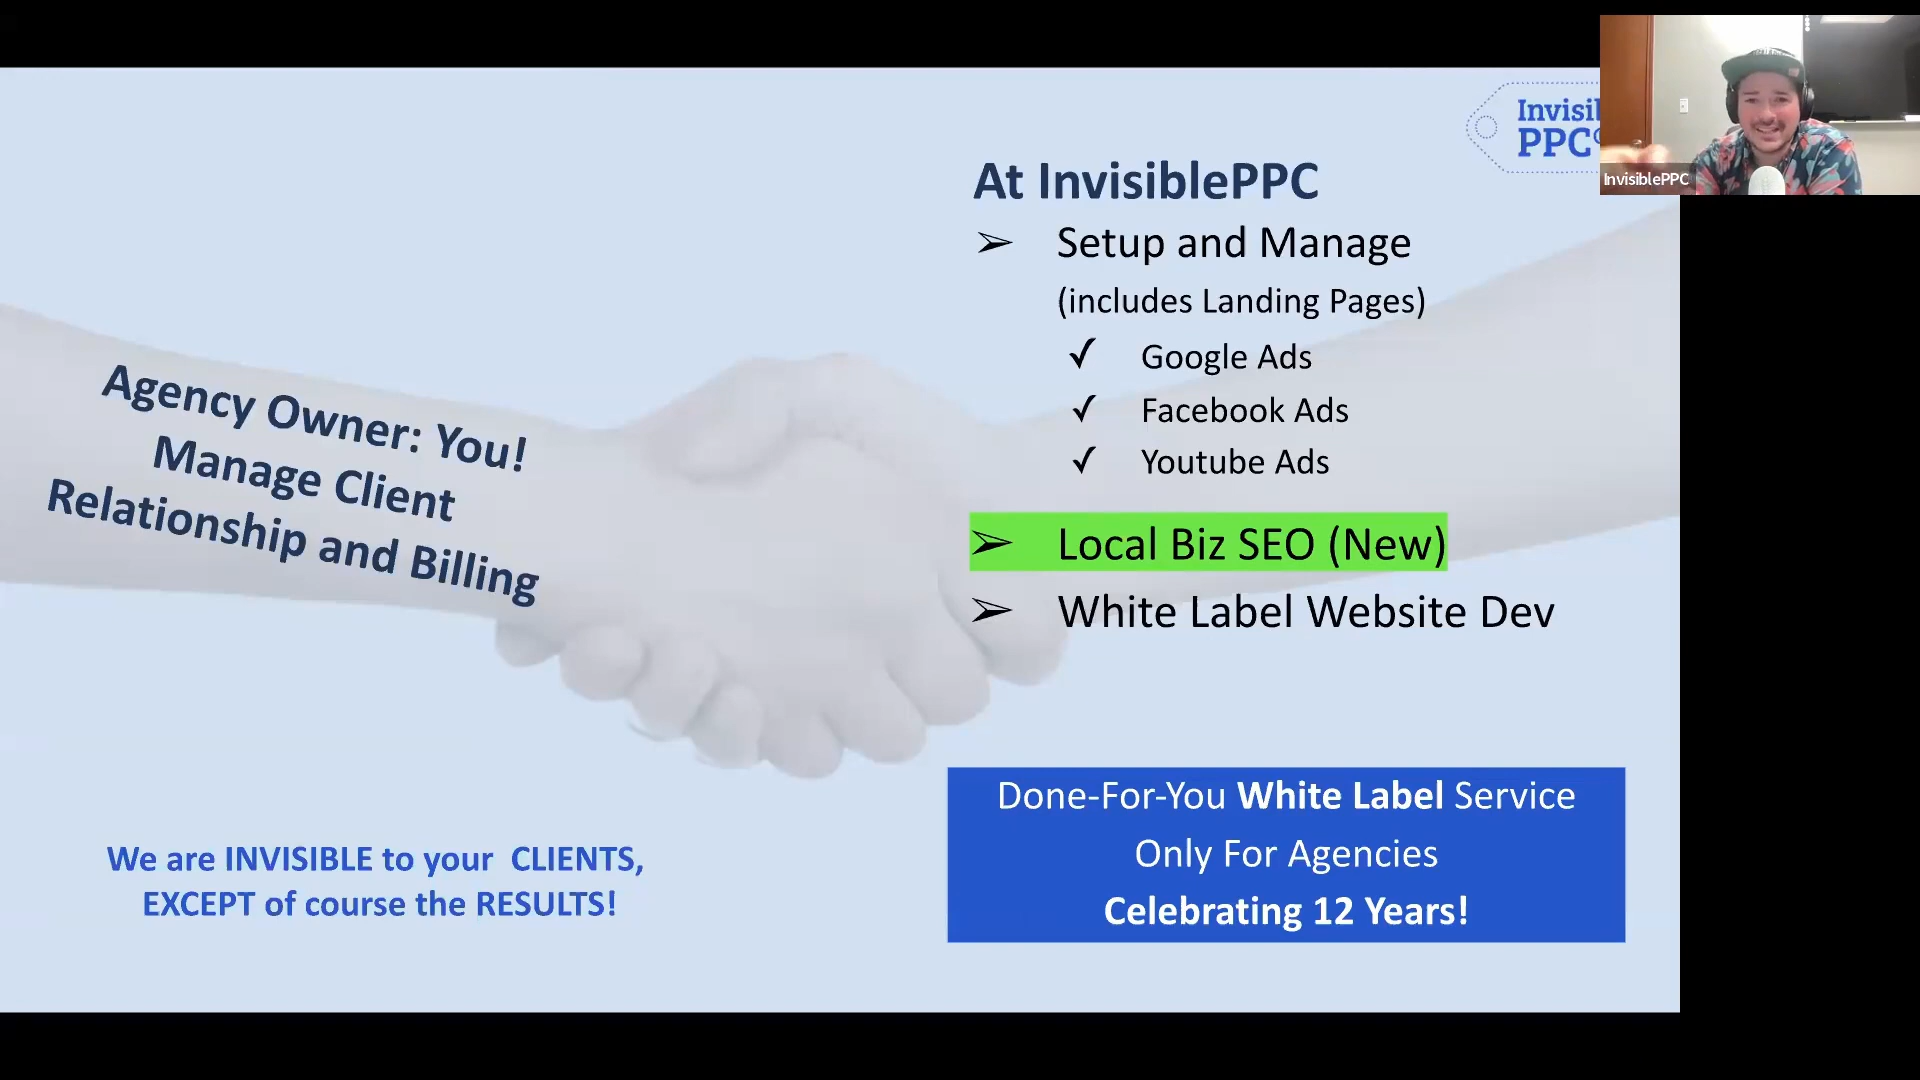 Invisi
PPC
InvisiblePPC
At InvisiblePPC
➢ Setup and Manage
(includes Landing Pages)
✓ Google Ads
✓ Facebook Ads
✓ Youtube Ads
➢ Local Biz SEO (New)
➢ White Label Website Dev
Agency Owner: You!
Manage Client
Relationship and Billing
We are INVISIBLE to your CLIENTS,
EXCEPT of course the RESULTS!
Done-For-You White Label Service
Only For Agencies
Celebrating 12 Years!